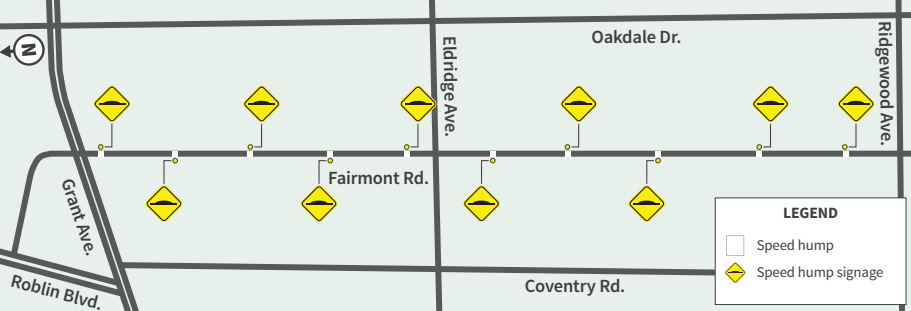 N
Oakdale Dr.
Eldridge Ave.
Ridgewood Ave.
Fairmont Rd.
Grant Ave.
Roblin Blvd.
Coventry Rd.
LEGEND
Speed hump
Speed hump signage